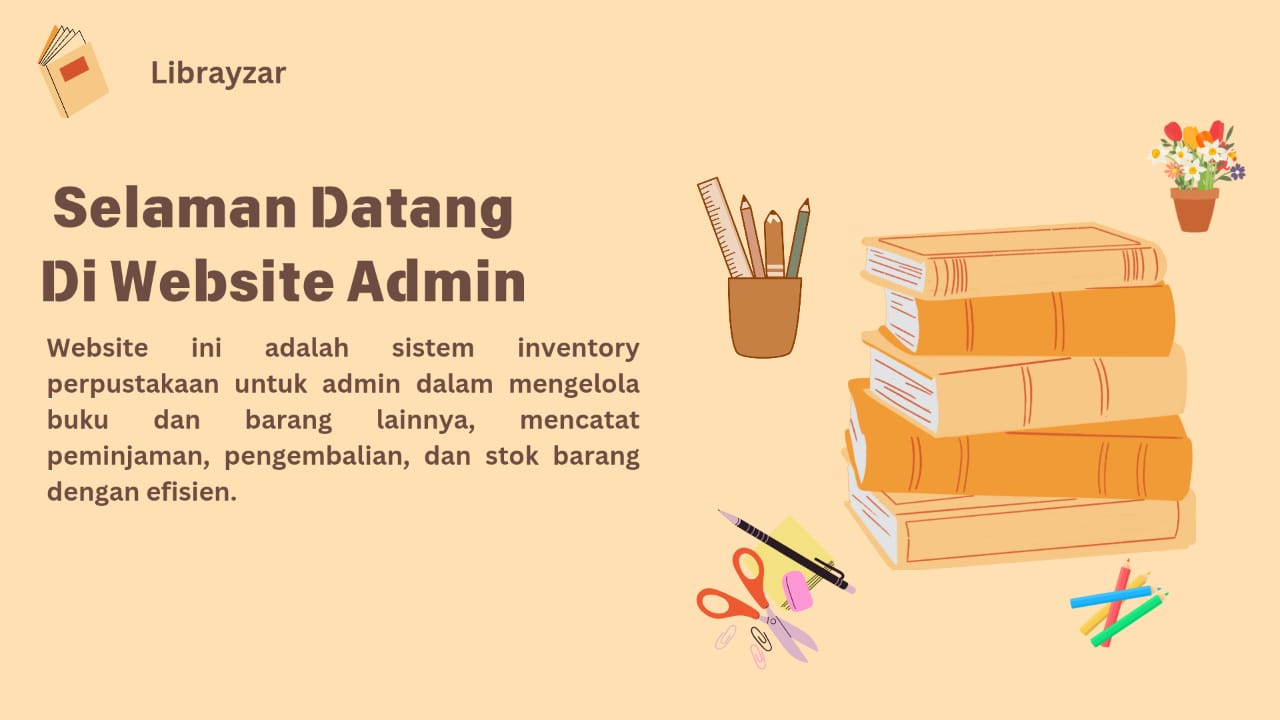 Librayzar
Selaman Datang
Di Website Admin
Website ini adalah sistem inventory
perpustakaan untuk admin dalam mengelola
buku dan barang lainnya, mencatat
peminjaman, pengembalian, dan stok barang
dengan efisien.